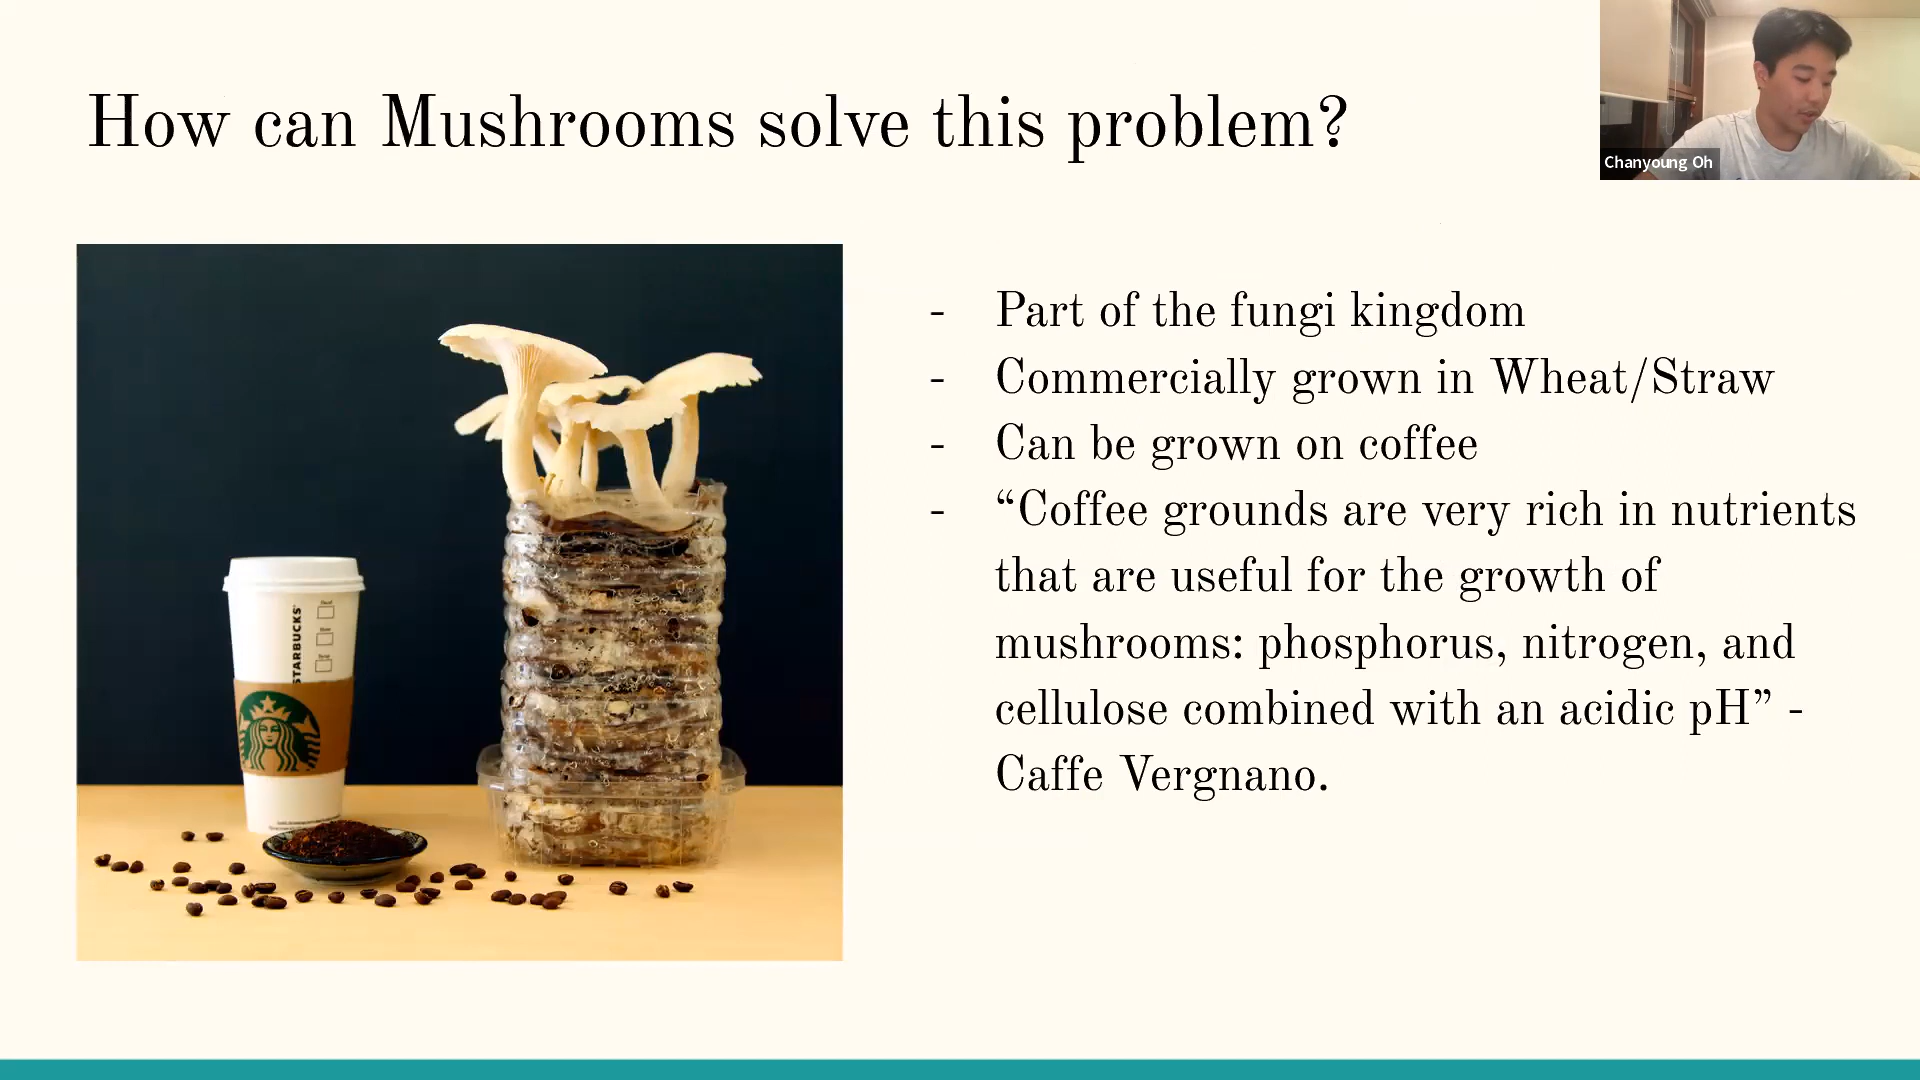 How can Mushrooms solve this problem?
Chanyoung Oh
- Part of the fungi kingdom
- Commercially grown in Wheat/Straw
- Can be grown on coffee
- “Coffee grounds are very rich in nutrients
that are useful for the growth of
mushrooms: phosphorus, nitrogen, and
cellulose combined with an acidic pH” -
Caffe Vergnano.
STARBUCKS